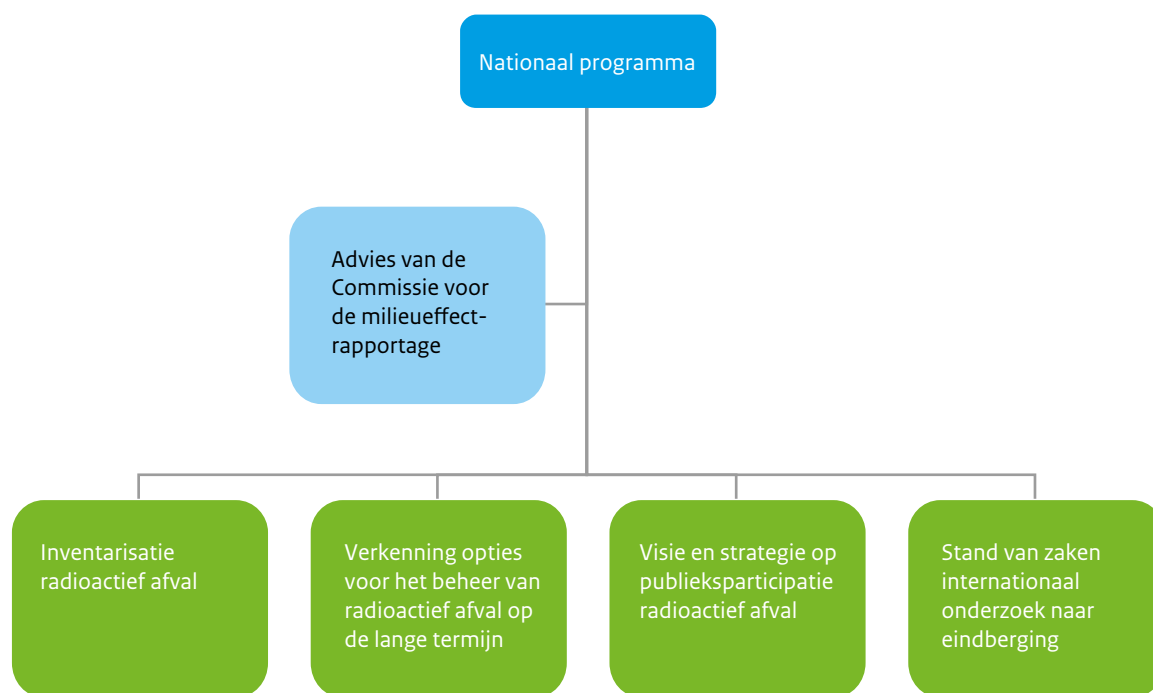 Nationaal programma
Advies van de
Commissie voor
de milieueffect-
rapportage
Inventarisatie
radioactief afval
Verkenning opties
voor het beheer van
radioactief afval op
de lange termijn
Visie en strategie op
publieksparticipatie
radioactief afval
Stand van zaken
internationaal
onderzoek naar
eindberging